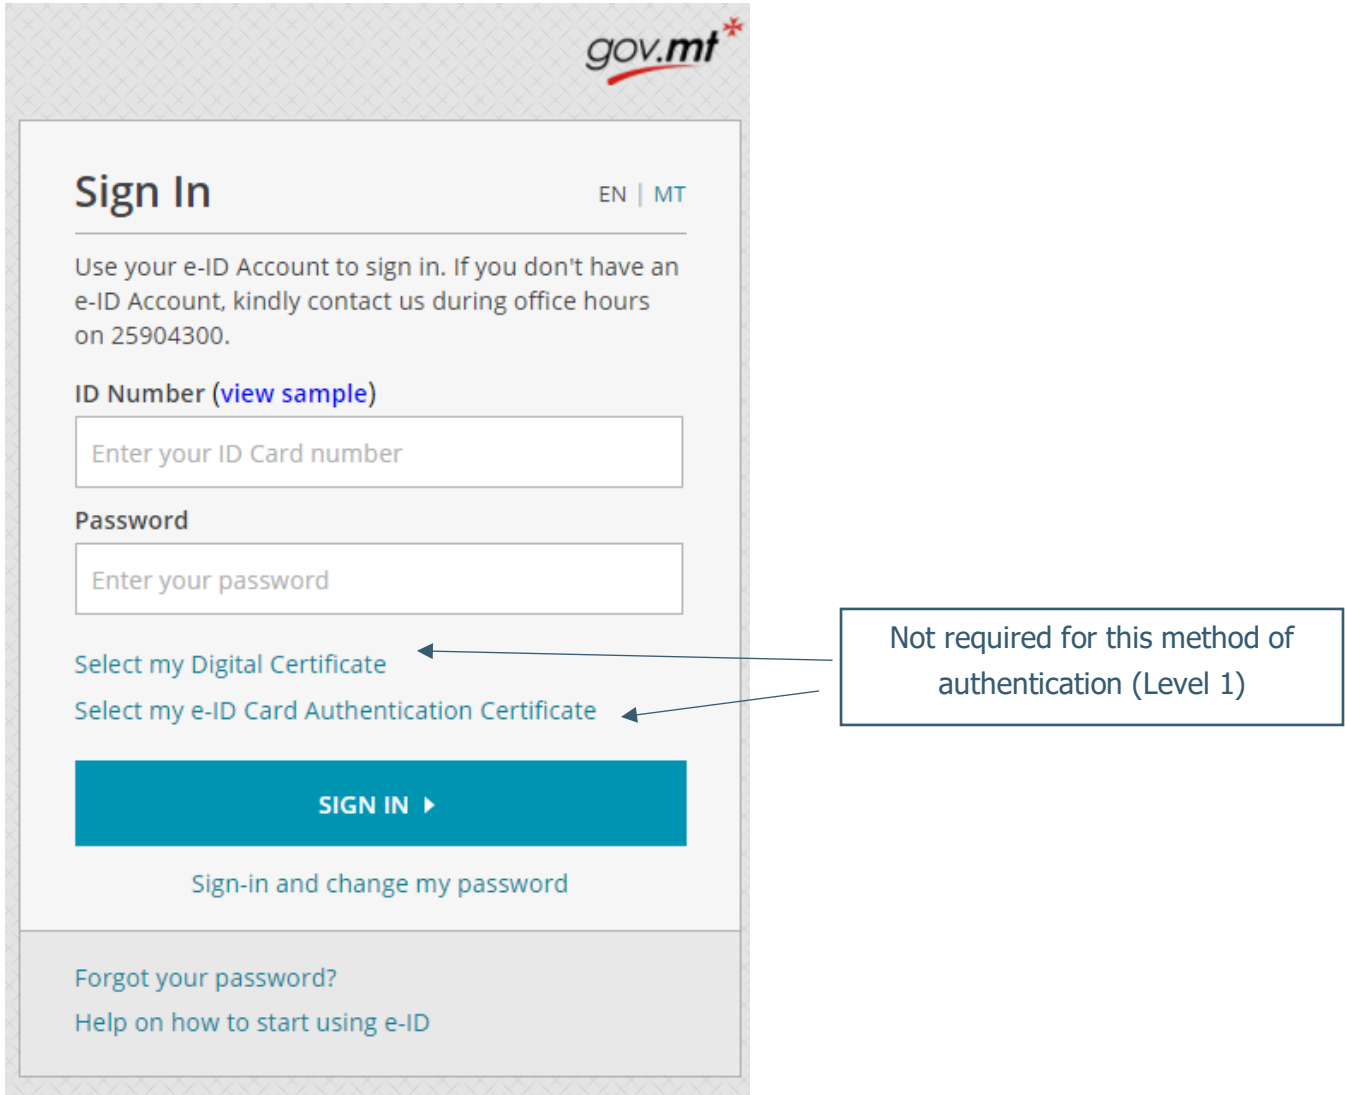 gov.mt
Sign In
EN | MT
Use your e-ID Account to sign in. If you don't have an
e-ID Account, kindly contact us during office hours
on 25904300.
ID Number (view sample)
Enter your ID Card number
Password
Enter your password
Select my Digital Certificate
Select my e-ID Card Authentication Certificate
Not required for this method of
authentication (Level 1)
SIGN IN
Sign-in and change my password
Forgot your password?
Help on how to start using e-ID